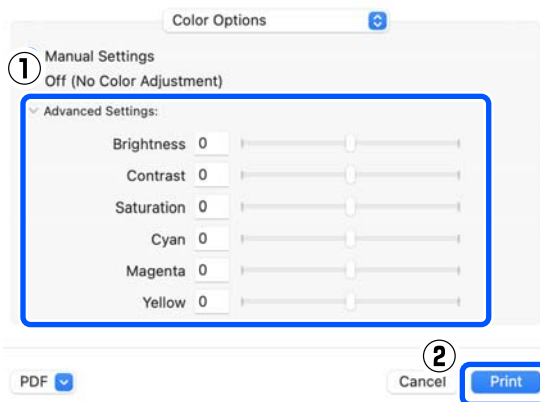 Color Options
①
Manual Settings
Off (No Color Adjustment)
Advanced Settings:
Brightness 0
Contrast 0
Saturation 0
Cyan 0
Magenta 0
Yellow 0
②
PDF Cancel Print